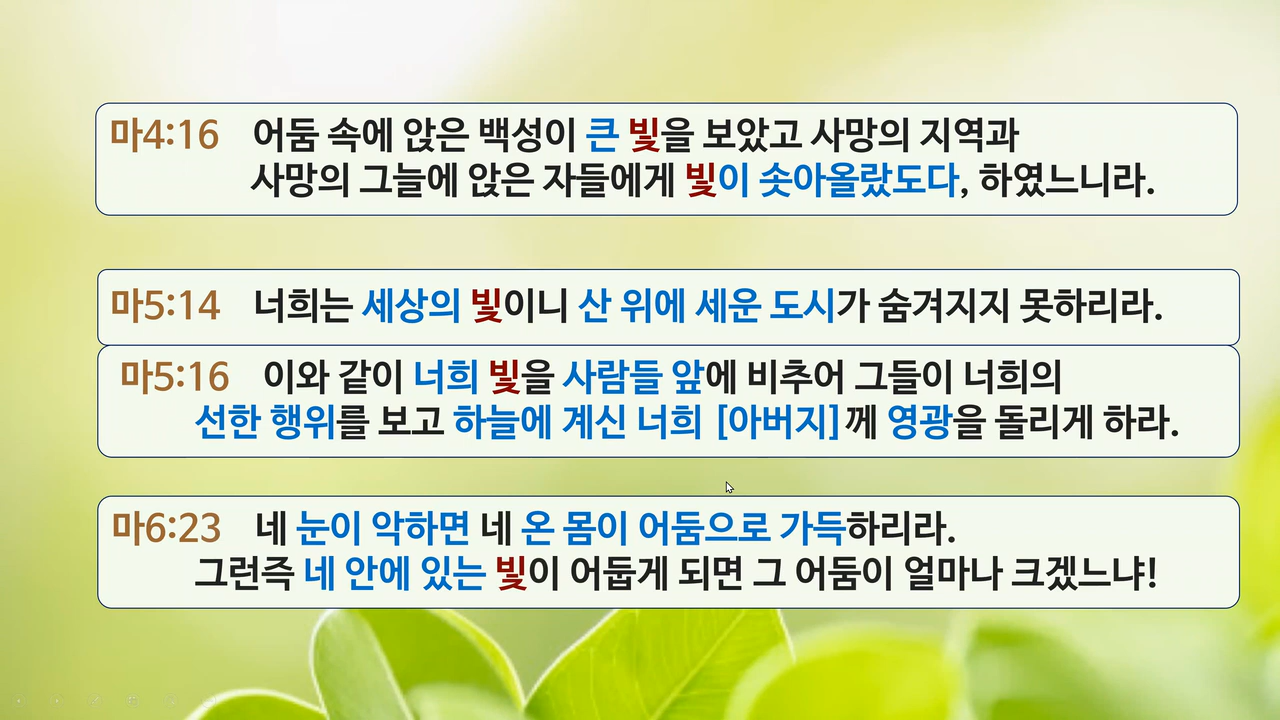 마4:16 어둠 속에 앉은 백성이 큰 빛을 보았고 사망의 지역과
사망의 그늘에 앉은 자들에게 빛이 솟아올랐도다, 하였느니라.
마5:14 너희는 세상의 빛이니 산 위에 세운 도시가 숨겨지지 못하리라.
마5:16 이와 같이 너희 빛을 사람들 앞에 비추어 그들이 너희의
선한 행위를 보고 하늘에 계신 너희 [아버지]께 영광을 돌리게 하라.
마6:23 네 눈이 악하면 네 온 몸이 어둠으로 가득하리라.
그런즉 네 안에 있는 빛이 어둡게 되면 그 어둠이 얼마나 크겠느냐!